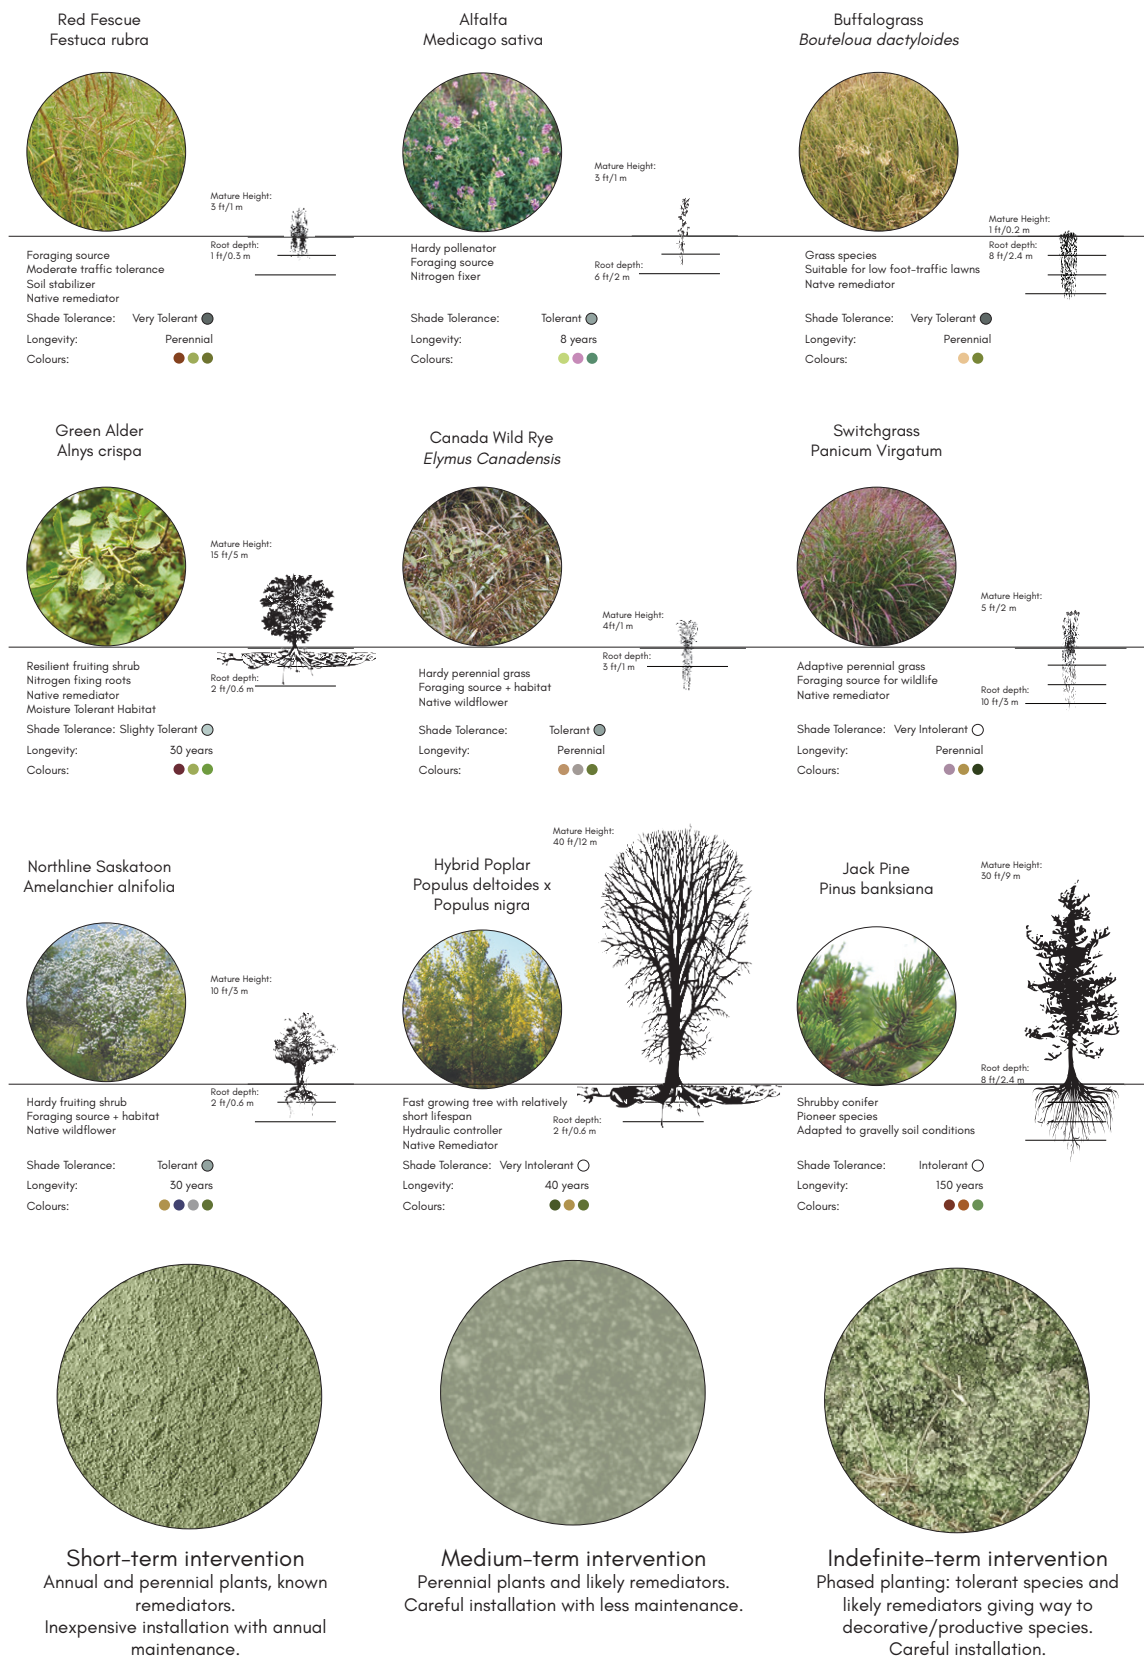 Red Fescue
Festuca rubra
Mature Height:
3 ft/1 m
Root depth:
1 ft/0.3 m
Foraging source
Moderate traffic tolerance
Soil stabilizer
Native remediator
Shade Tolerance: Very Tolerant
Longevity: Perennial
Colours:
Alfalfa
Medicago sativa
Mature Height:
3 ft/1 m
Hardy pollenator
Foraging source
Nitrogen fixer
Root depth:
6 ft/2 m
Shade Tolerance: Tolerant
Longevity: 8 years
Colours:
Buffalograss
Bouteloua dactyloides
Mature Height:
1 ft/0.2 m
Root depth:
8 ft/2.4 m
Grass species
Suitable for low foot-traffic lawns
Natve remediator
Shade Tolerance: Very Tolerant
Longevity: Perennial
Colours:
Green Alder
Alnys crispa
Mature Height:
15 ft/5 m
Resilient fruiting shrub
Nitrogen fixing roots
Native remediator
Moisture Tolerant Habitat
Root depth:
2 ft/0.6 m
Shade Tolerance: Slighty Tolerant
Longevity: 30 years
Colours:
Canada Wild Rye
Elymus Canadensis
Mature Height:
4ft/1 m
Root depth:
3 ft/1 m
Hardy perennial grass
Foraging source + habitat
Native wildflower
Shade Tolerance: Tolerant
Longevity: Perennial
Colours:
Switchgrass
Panicum Virgatum
Mature Height:
5 ft/2 m
Adaptive perennial grass
Foraging source for wildlife
Native remediator
Root depth:
10 ft/3 m
Shade Tolerance: Very Intolerant
Longevity: Perennial
Colours:
Northline Saskatoon
Amelanchier alnifolia
Mature Height:
10 ft/3 m
Root depth:
2 ft/0.6 m
Hardy fruiting shrub
Foraging source + habitat
Native wildflower
Shade Tolerance: Tolerant
Longevity: 30 years
Colours:
Mature Height:
40 ft/12 m
Hybrid Poplar
Populus deltoides x
Populus nigra
Fast growing tree with relatively
short lifespan
Hydraulic controller
Native Remediator
Root depth:
2 ft/0.6 m
Shade Tolerance: Very Intolerant
Longevity: 40 years
Colours:
Jack Pine
Pinus banksiana
Mature Height:
30 ft/9 m
Root depth:
8 ft/2.4 m
Shrubby conifer
Pioneer species
Adapted to gravelly soil conditions
Shade Tolerance: Intolerant
Longevity: 150 years
Colours:
Short-term intervention
Annual and perennial plants, known
remediators.
Inexpensive installation with annual
maintenance.
Medium-term intervention
Perennial plants and likely remediators.
Careful installation with less maintenance.
Indefinite-term intervention
Phased planting: tolerant species and
likely remediators giving way to
decorative/productive species.
Careful installation.